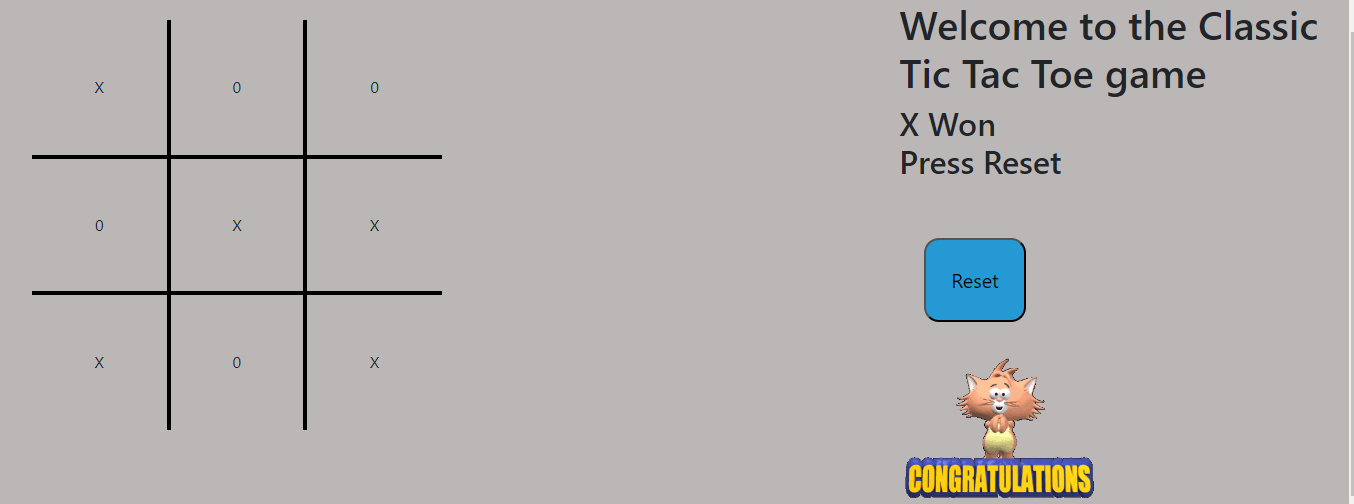 X 0 0
0 X X
X 0 X
Welcome to the Classic
Tic Tac Toe game
X Won
Press Reset
Reset
CONGRATULATIONS